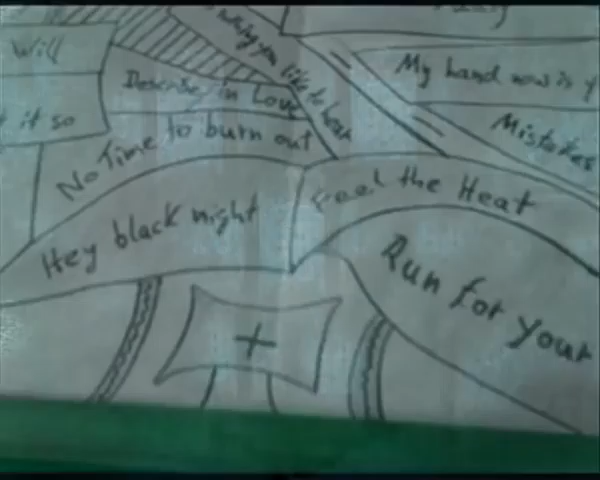 Will
it so
why you like to hear
Describe in Love
No Time to burn out
My hand now is y
Mistakes
Hey black night
Feel the Heat
Run for your
+